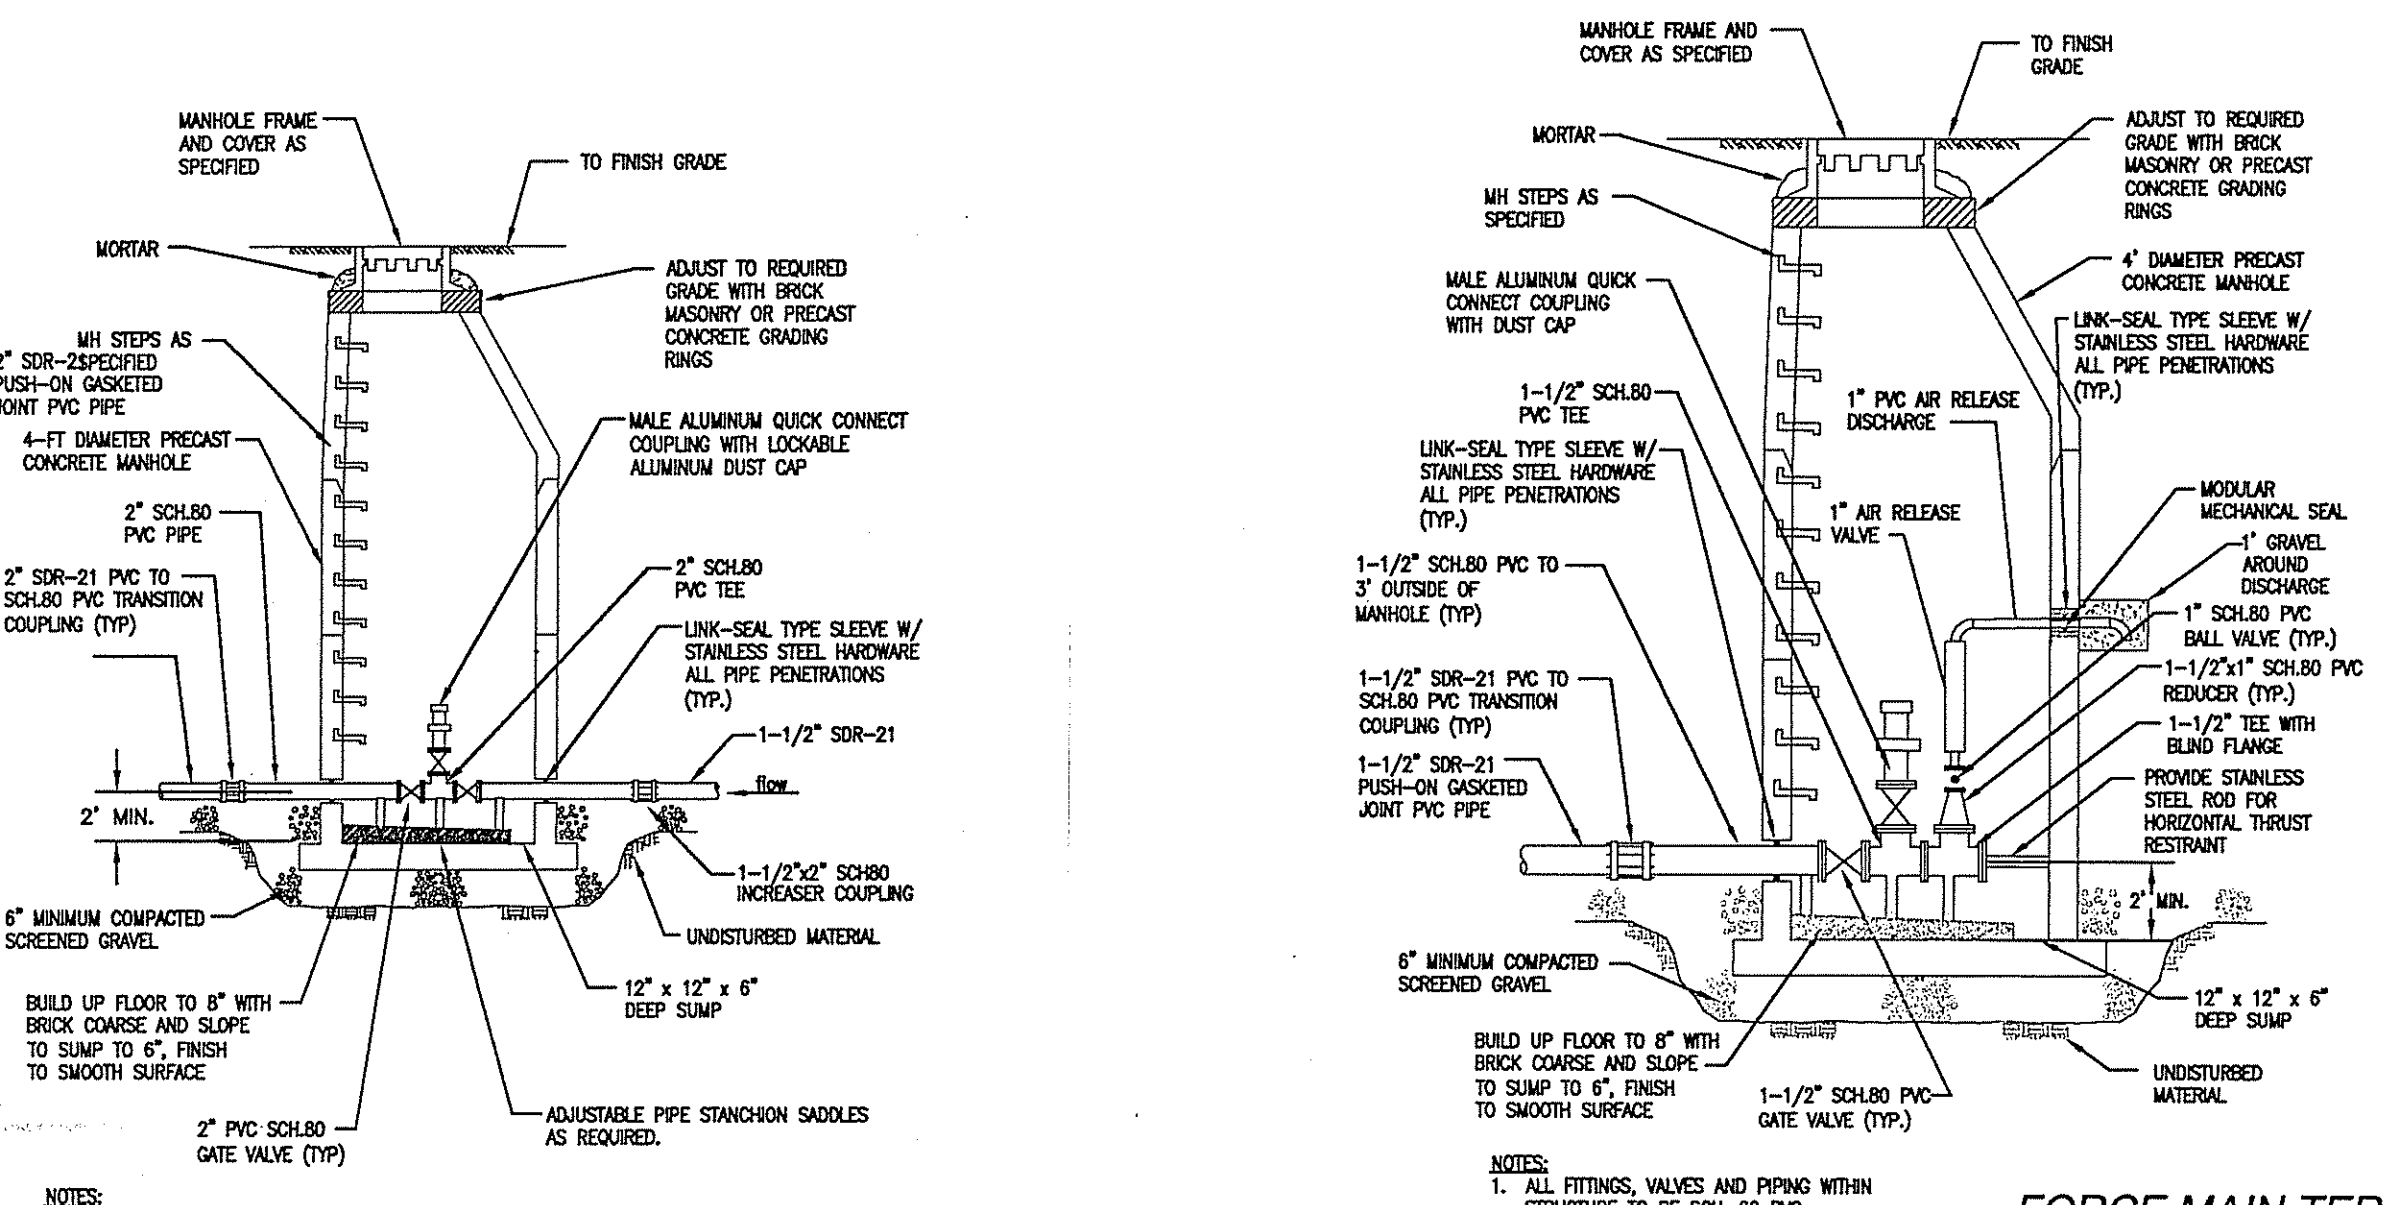 MANHOLE FRAME
AND COVER AS
SPECIFIED
TO FINISH GRADE
MORTAR
ADJUST TO REQUIRED
GRADE WITH BRICK
MASONRY OR PRECAST
CONCRETE GRADING
RINGS
MH STEPS AS
SPECIFIED
2" SDR-2
PUSH-ON GASKETED
JOINT PVC PIPE
4-FT DIAMETER PRECAST
CONCRETE MANHOLE
MALE ALUMINUM QUICK CONNECT
COUPLING WITH LOCKABLE
ALUMINUM DUST CAP
2" SCH.80
PVC PIPE
2" SDR-21 PVC TO
SCH.80 PVC TRANSITION
COUPLING (TYP)
2" SCH.80
PVC TEE
LINK-SEAL TYPE SLEEVE W/
STAINLESS STEEL HARDWARE
ALL PIPE PENETRATIONS
(TYP.)
1-1/2" SDR-21
flow
2' MIN.
1-1/2"x2" SCH80
INCREASER COUPLING
6" MINIMUM COMPACTED
SCREENED GRAVEL
UNDISTURBED MATERIAL
12" x 12" x 6"
DEEP SUMP
BUILD UP FLOOR TO 8" WITH
BRICK COARSE AND SLOPE
TO SUMP TO 6", FINISH
TO SMOOTH SURFACE
ADJUSTABLE PIPE STANCHION SADDLES
AS REQUIRED.
2" PVC SCH.80
GATE VALVE (TYP)
NOTES:
MANHOLE FRAME AND
COVER AS SPECIFIED
TO FINISH
GRADE
MORTAR
ADJUST TO REQUIRED
GRADE WITH BRICK
MASONRY OR PRECAST
CONCRETE GRADING
RINGS
MH STEPS AS
SPECIFIED
4' DIAMETER PRECAST
CONCRETE MANHOLE
MALE ALUMINUM QUICK
CONNECT COUPLING
WITH DUST CAP
LINK-SEAL TYPE SLEEVE W/
STAINLESS STEEL HARDWARE
ALL PIPE PENETRATIONS
(TYP.)
1-1/2" SCH.80
PVC TEE
1" PVC AIR RELEASE
DISCHARGE
LINK-SEAL TYPE SLEEVE W/
STAINLESS STEEL HARDWARE
ALL PIPE PENETRATIONS
(TYP.)
1" AIR RELEASE
VALVE
MODULAR
MECHANICAL SEAL
1' GRAVEL
AROUND
DISCHARGE
1-1/2" SCH.80 PVC TO
3' OUTSIDE OF
MANHOLE (TYP)
1" SCH.80 PVC
BALL VALVE (TYP.)
1-1/2"x1" SCH.80 PVC
REDUCER (TYP.)
1-1/2" SDR-21 PVC TO
SCH.80 PVC TRANSITION
COUPLING (TYP)
1-1/2" TEE WITH
BLIND FLANGE
1-1/2" SDR-21
PUSH-ON GASKETED
JOINT PVC PIPE
PROVIDE STAINLESS
STEEL ROD FOR
HORIZONTAL THRUST
RESTRAINT
2' MIN.
6" MINIMUM COMPACTED
SCREENED GRAVEL
12" x 12" x 6"
DEEP SUMP
BUILD UP FLOOR TO 8" WITH
BRICK COARSE AND SLOPE
TO SUMP TO 6", FINISH
TO SMOOTH SURFACE
1-1/2" SCH.80 PVC
GATE VALVE (TYP.)
UNDISTURBED
MATERIAL
NOTES:
1. ALL FITTINGS, VALVES AND PIPING WITHIN
STRUCTURE TO BE SCH. 80 PVC
FORCE MAIN TER